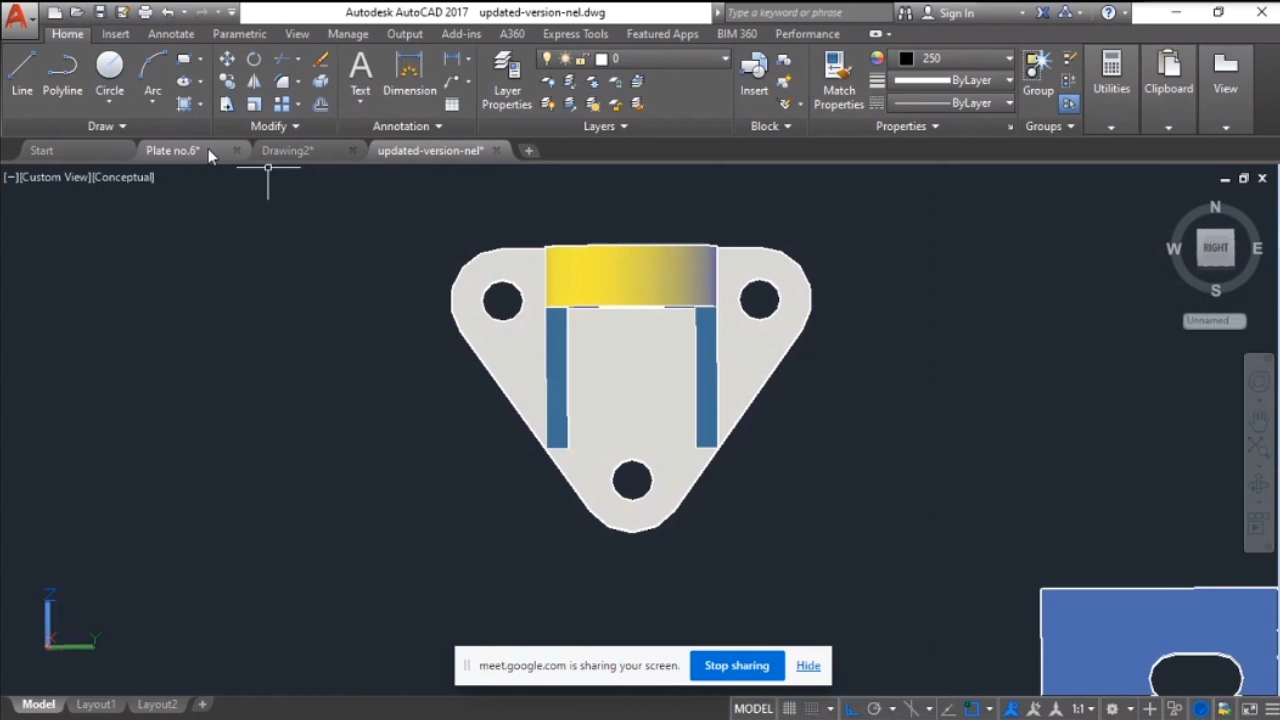 Autodesk AutoCAD 2017 updated-version-nel.dwg
Type a keyword or phrase
Sign In
Home Insert Annotate Parametric View Manage Output Add-ins A360 Express Tools Featured Apps BIM 360 Performance
Line
Polyline
Circle
Arc
Text
Dimension
Layer
Properties
0
Insert
Match
Properties
250
ByLayer
ByLayer
Group
Utilities
Clipboard
View
Draw
Modify
Annotation
Layers
Block
Properties
Groups
Start
Plate no.6*
Drawing2*
updated-version-nel*
[−][Custom View][Conceptual]
N
W
RIGHT
E
S
Unnamed
Z
X
Y
meet.google.com is sharing your screen.
Stop sharing
Hide
Model
Layout1
Layout2
MODEL
1:1